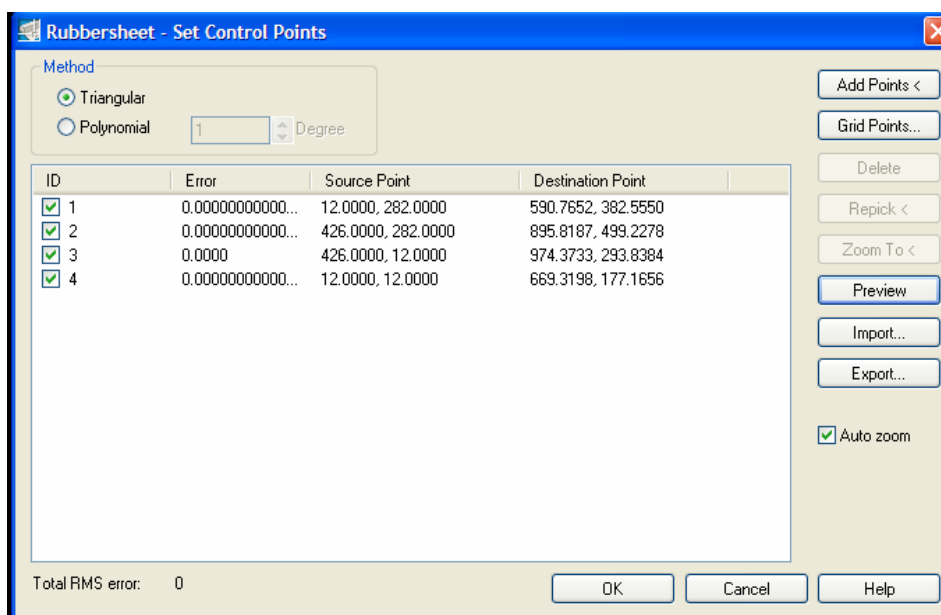 Rubbersheet - Set Control Points
Method
Triangular
Polynomial 1 Degree
Add Points <
Grid Points...
Delete
Repick <
Zoom To <
Preview
Import...
Export...
Auto zoom
ID Error Source Point Destination Point
1 0.00000000000... 12.0000, 282.0000 590.7652, 382.5550
2 0.00000000000... 426.0000, 282.0000 895.8187, 499.2278
3 0.0000 426.0000, 12.0000 974.3733, 293.8384
4 0.00000000000... 12.0000, 12.0000 669.3198, 177.1656
Total RMS error: 0
OK Cancel Help